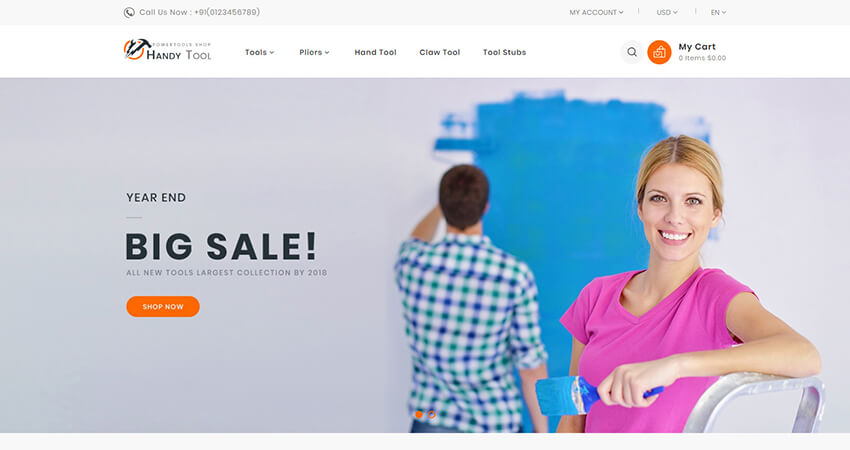 Call Us Now : +91(0123456789)
MY ACCOUNT USD EN
POWERTOOLS SHOP
HANDY TOOL
Tools Pliers Hand Tool Claw Tool Tool Stubs
My Cart
0 Items $0.00
YEAR END
BIG SALE!
ALL NEW TOOLS LARGEST COLLECTION BY 2018
SHOP NOW